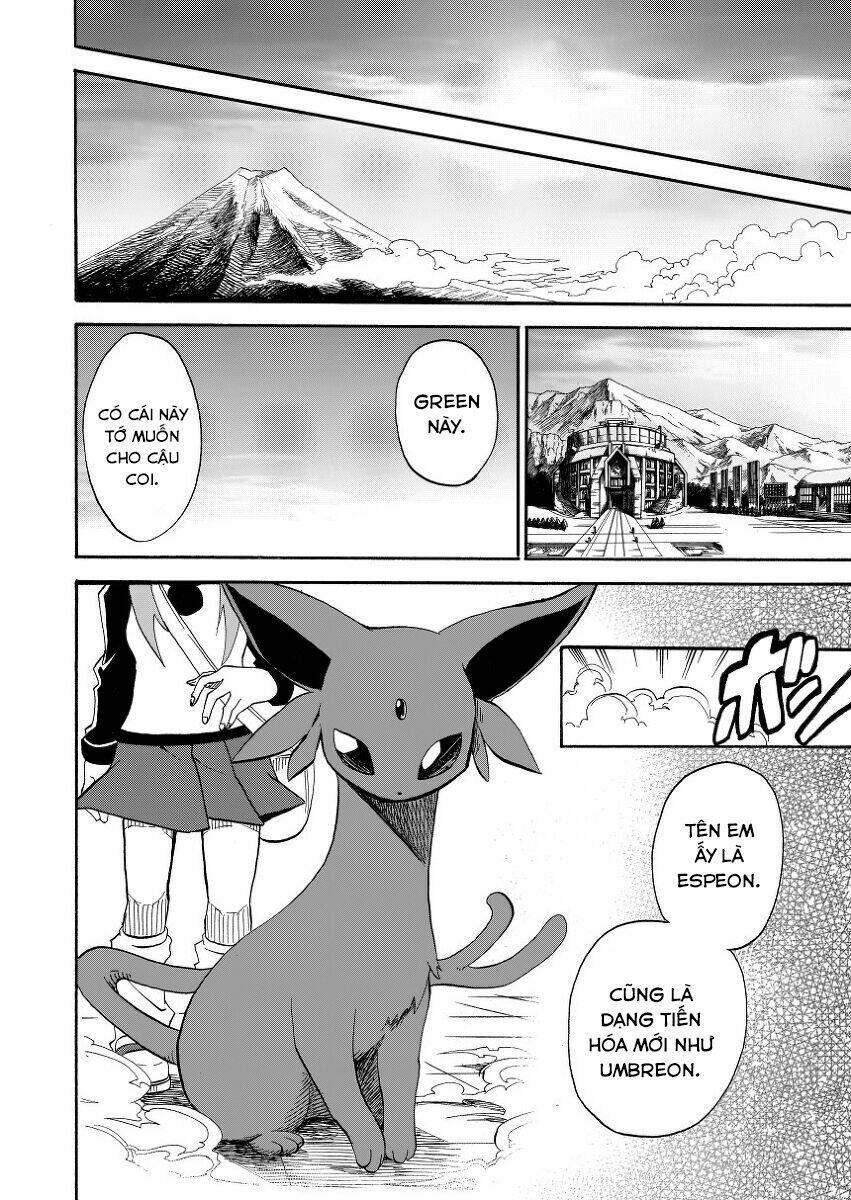 GREEN
NÀY.
CÓ CÁI NÀY
TỚ MUỐN
CHO CẬU
COI.
ボン
TÊN EM
ẤY LÀ
ESPEON.
CŨNG LÀ
DẠNG TIẾN
HÓA MỚI NHƯ
UMBREON.